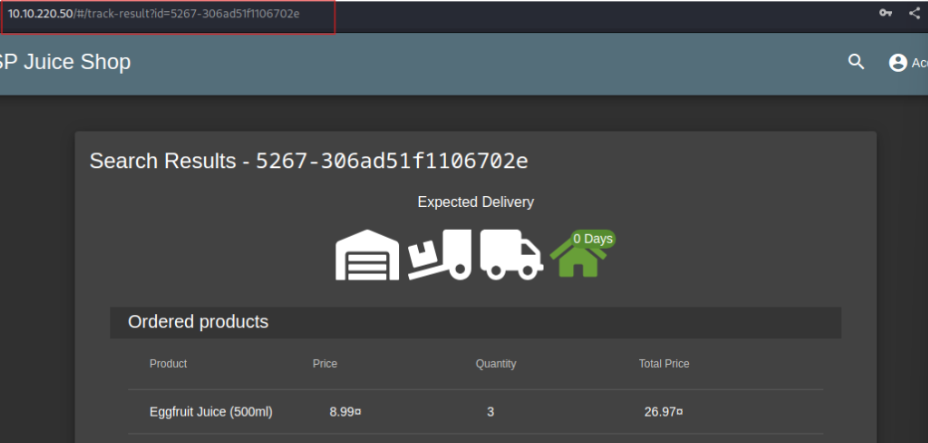 10.10.220.50/#/track-result?id=5267-306ad51f1106702e
SP Juice Shop
Acc
Search Results - 5267-306ad51f1106702e
Expected Delivery
0 Days
Ordered products
Product Price Quantity Total Price
Eggfruit Juice (500ml) 8.99¤ 3 26.97¤